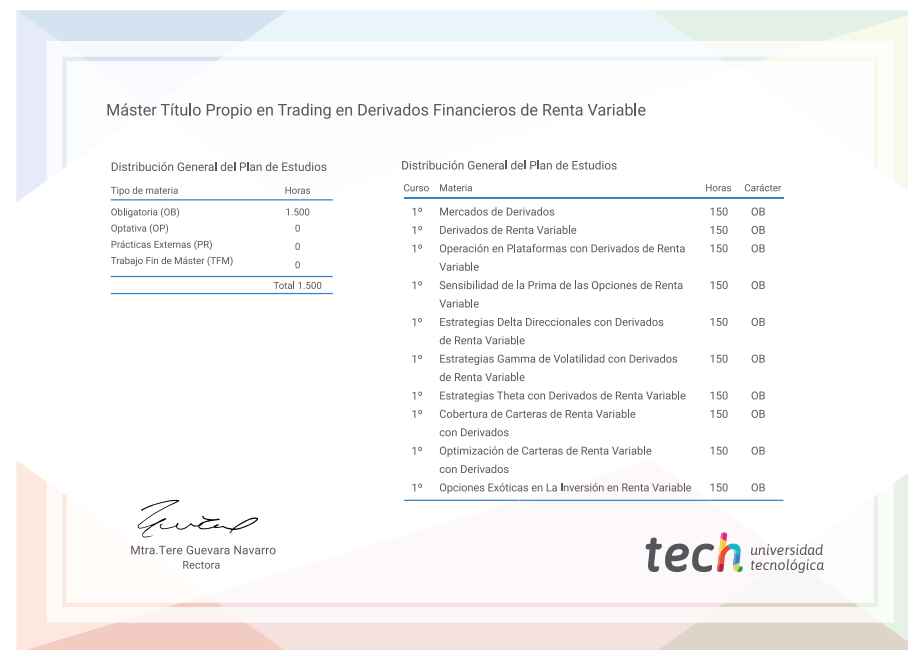 Máster Título Propio en Trading en Derivados Financieros de Renta Variable
Distribución General del Plan de Estudios
Tipo de materia Horas
Obligatoria (OB) 1.500
Optativa (OP) 0
Prácticas Externas (PR) 0
Trabajo Fin de Máster (TFM) 0
Total 1.500
Distribución General del Plan de Estudios
Curso Materia Horas Carácter
1º Mercados de Derivados 150 OB
1º Derivados de Renta Variable 150 OB
1º Operación en Plataformas con Derivados de Renta 150 OB
Variable
1º Sensibilidad de la Prima de las Opciones de Renta 150 OB
Variable
1º Estrategias Delta Direccionales con Derivados 150 OB
de Renta Variable
1º Estrategias Gamma de Volatilidad con Derivados 150 OB
de Renta Variable
1º Estrategias Theta con Derivados de Renta Variable 150 OB
1º Cobertura de Carteras de Renta Variable 150 OB
con Derivados
1º Optimización de Carteras de Renta Variable 150 OB
con Derivados
1º Opciones Exóticas en La Inversión en Renta Variable 150 OB
Mtra.Tere Guevara Navarro
Rectora
tech universidad
tecnológica